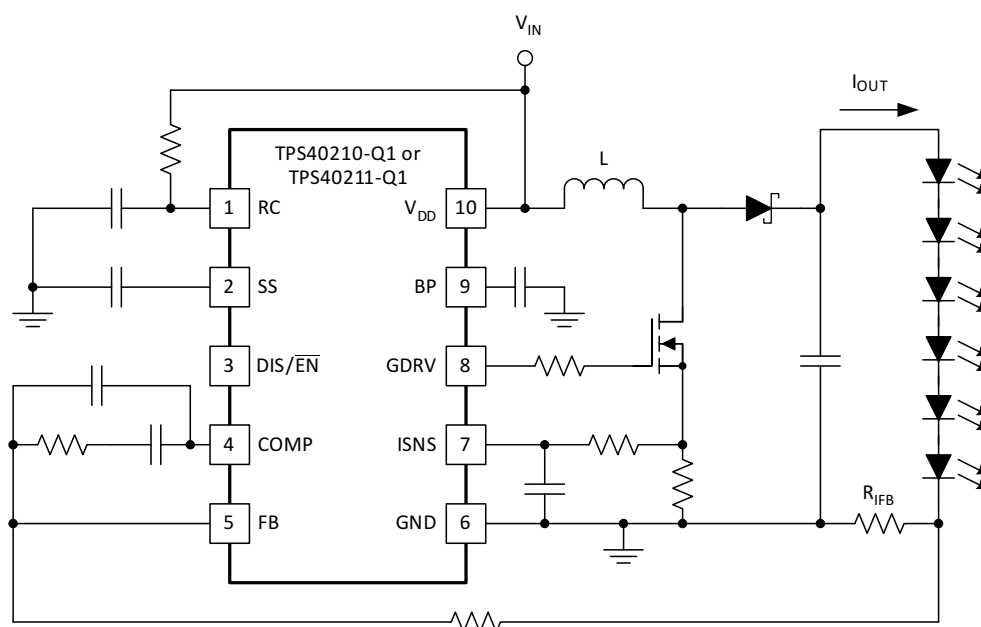 V_IN
I_OUT
TPS40210-Q1 or
TPS40211-Q1
L
1 RC
V_DD 10
2 SS
BP 9
3 DIS/E̅N̅
GDRV 8
4 COMP
ISNS 7
R_IFB
5 FB
GND 6